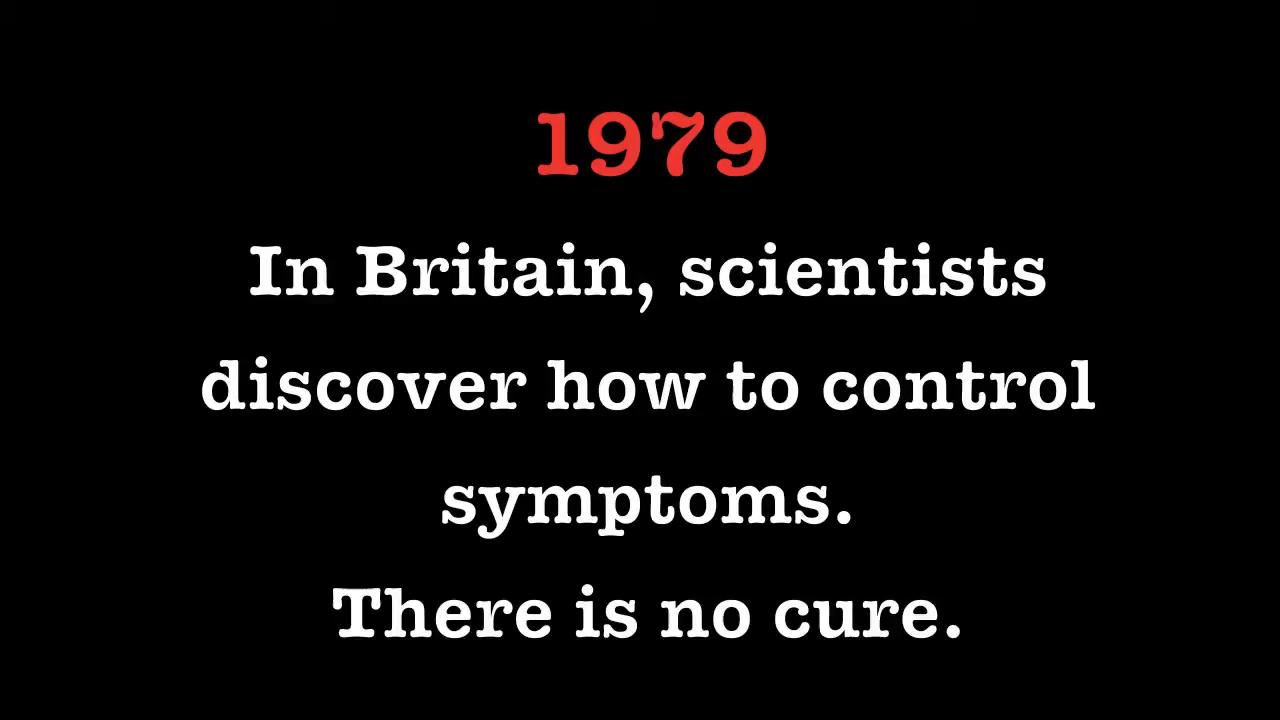 1979
In Britain, scientists
discover how to control
symptoms.
There is no cure.